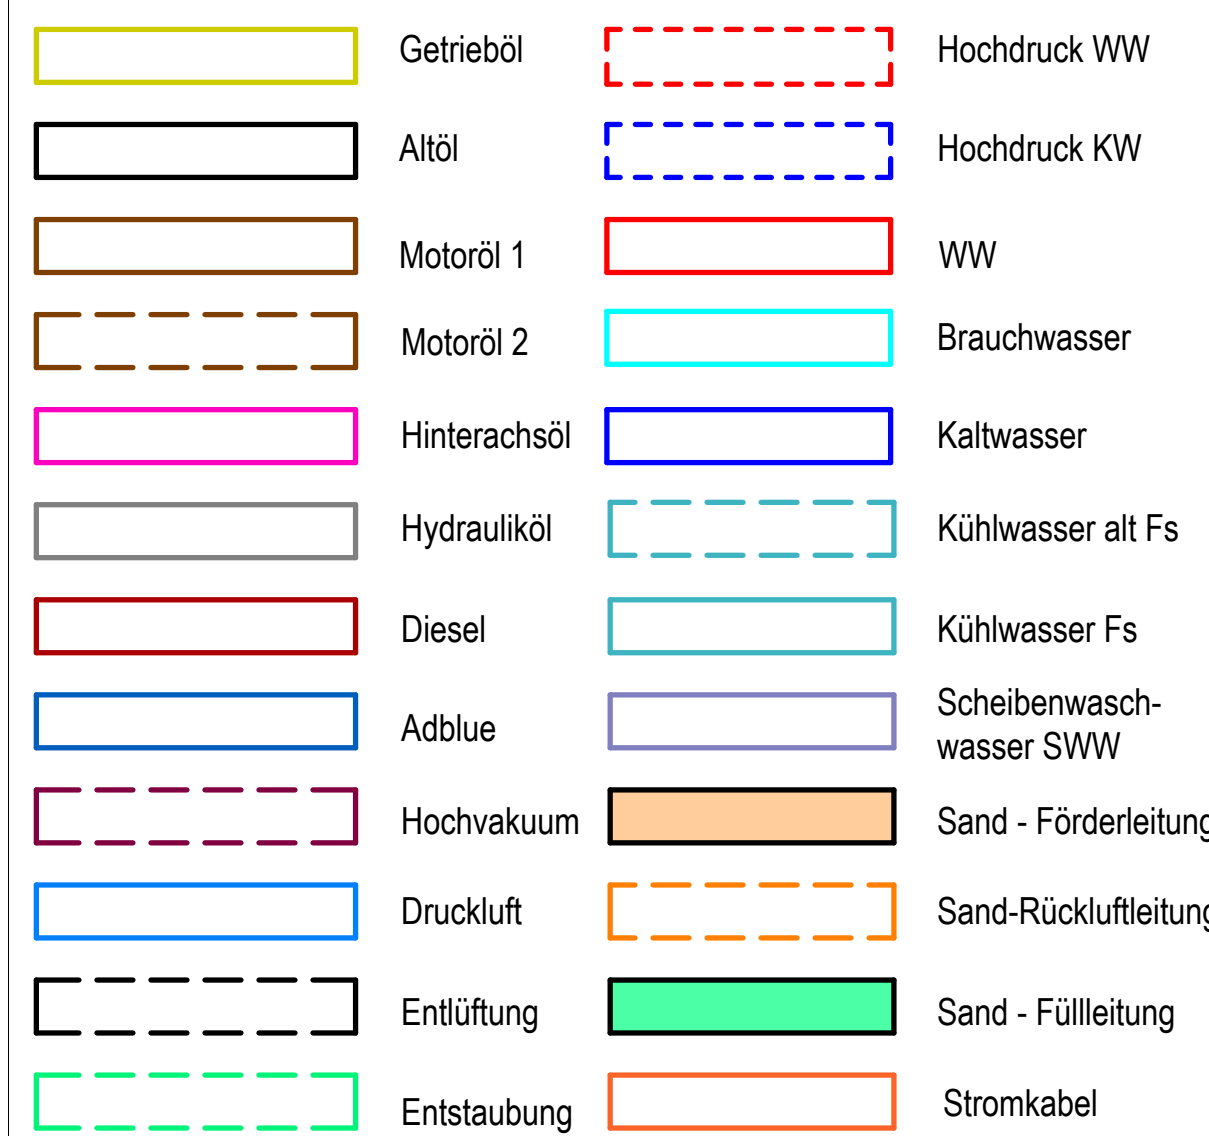 Getrieböl
Altöl
Motoröl 1
Motoröl 2
Hinterachsöl
Hydrauliköl
Diesel
Adblue
Hochvakuum
Druckluft
Entlüftung
Entstaubung
Hochdruck WW
Hochdruck KW
WW
Brauchwasser
Kaltwasser
Kühlwasser alt Fs
Kühlwasser Fs
Scheibenwasch-
wasser SWW
Sand - Förderleitung
Sand-Rückluftleitung
Sand - Füllleitung
Stromkabel